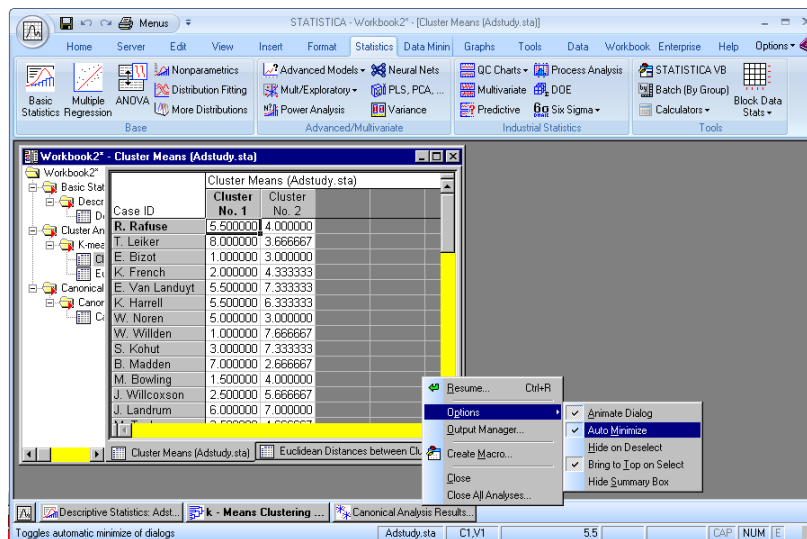 Menus
STATISTICA - Workbook2* - [Cluster Means (Adstudy.sta)]
Home Server Edit View Insert Format Statistics Data Minin Graphs Tools Data Workbook Enterprise Help Options
Basic Statistics
Multiple Regression
ANOVA
Nonparametrics
Distribution Fitting
More Distributions
Base
Advanced Models
Mult/Exploratory
Power Analysis
Neural Nets
PLS, PCA, ...
Variance
Advanced/Multivariate
QC Charts
Multivariate
Predictive
Process Analysis
DOE
6σ Six Sigma
Industrial Statistics
STATISTICA VB
Batch (By Group)
Calculators
Block Data Stats
Tools
Workbook2* - Cluster Means (Adstudy.sta)
Workbook2*
Basic Stat
Descr
De
Cluster An
K-mea
Cl
Eu
Canonical
Canor
Ca
Cluster Means (Adstudy.sta)
Case ID Cluster No. 1 Cluster No. 2
R. Rafuse 5.500000 4.000000
T. Leiker 8.000000 3.666667
E. Bizot 1.000000 3.000000
K. French 2.000000 4.333333
E. Van Landuyt 5.500000 7.333333
K. Harrell 5.500000 6.333333
W. Noren 5.000000 3.000000
W. Willden 1.000000 7.666667
S. Kohut 3.000000 7.333333
B. Madden 7.000000 2.666667
M. Bowling 1.500000 4.000000
J. Willcoxson 2.500000 5.666667
J. Landrum 6.000000 7.000000
Cluster Means (Adstudy.sta) Euclidean Distances between Clu
Resume... Ctrl+R
Options
Output Manager...
Create Macro...
Close
Close All Analyses...
Animate Dialog
Auto Minimize
Hide on Deselect
Bring to Top on Select
Hide Summary Box
Descriptive Statistics: Adst... k - Means Clustering ... Canonical Analysis Results...
Toggles automatic minimize of dialogs Adstudy.sta C1,V1 5.5 CAP NUM E